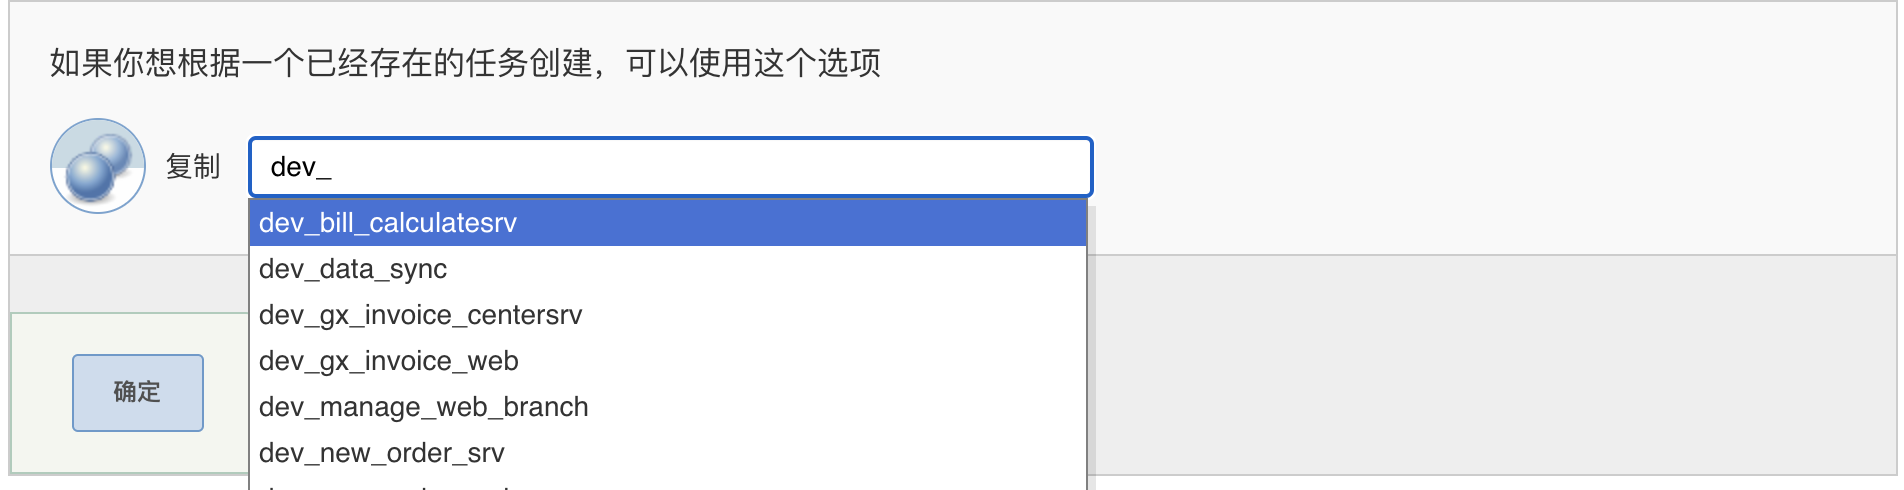 如果你想根据一个已经存在的任务创建，可以使用这个选项
复制
dev_
dev_bill_calculatesrv
dev_data_sync
dev_gx_invoice_centersrv
dev_gx_invoice_web
dev_manage_web_branch
dev_new_order_srv
确定